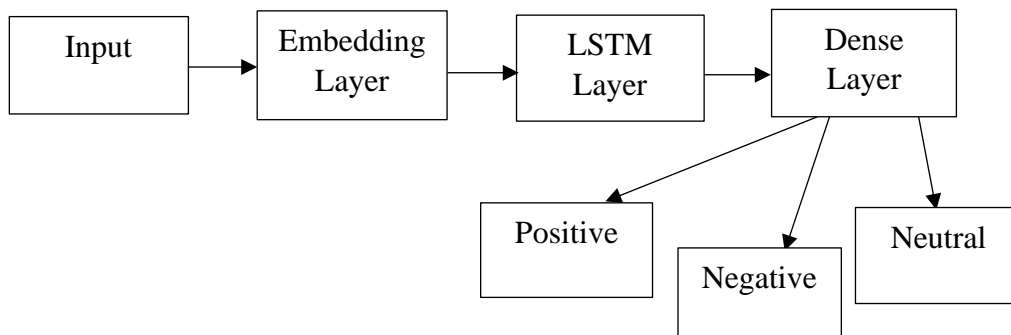 Input
Embedding
Layer
LSTM
Layer
Dense
Layer
Positive
Negative
Neutral